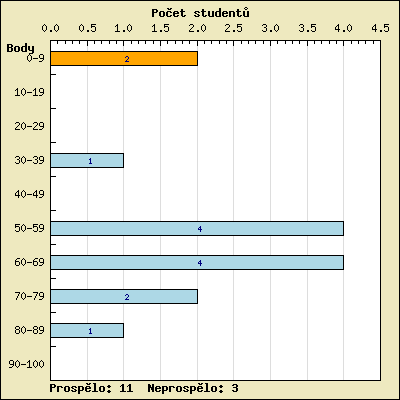 Počet studentů
0.0 0.5 1.0 1.5 2.0 2.5 3.0 3.5 4.0 4.5
Body
0-9 2
10-19
20-29
30-39 1
40-49
50-59 4
60-69 4
70-79 2
80-89 1
90-100
Prospělo: 11 Neprospělo: 3